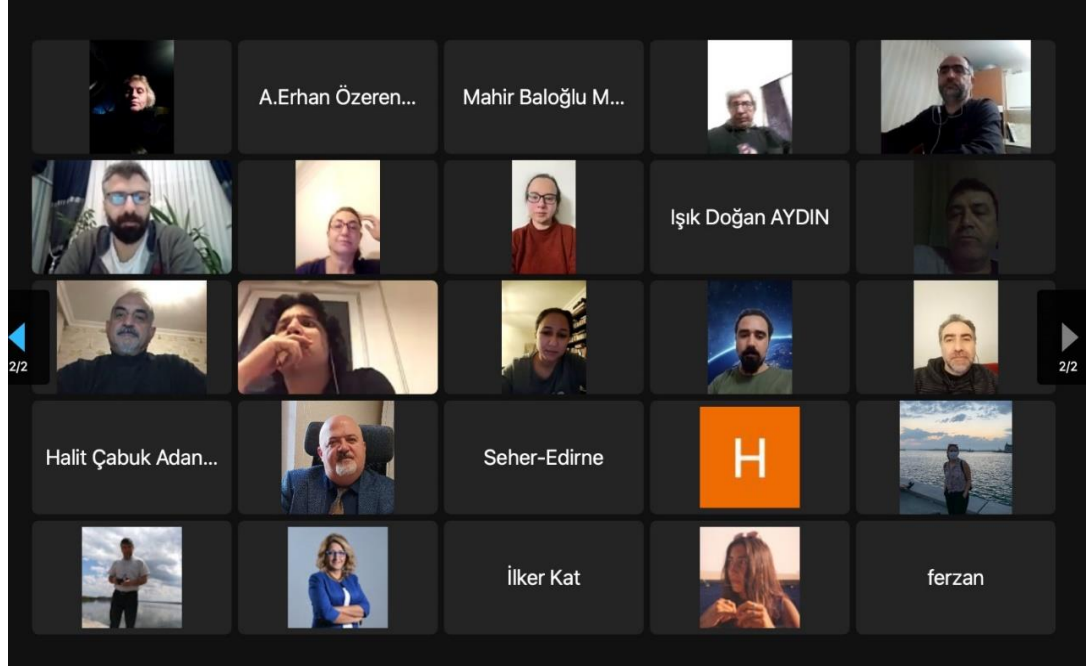 A.Erhan Özeren...
Mahir Baloğlu M...
Işık Doğan AYDIN
2/2
2/2
Halit Çabuk Adan...
Seher-Edirne
H
İlker Kat
ferzan